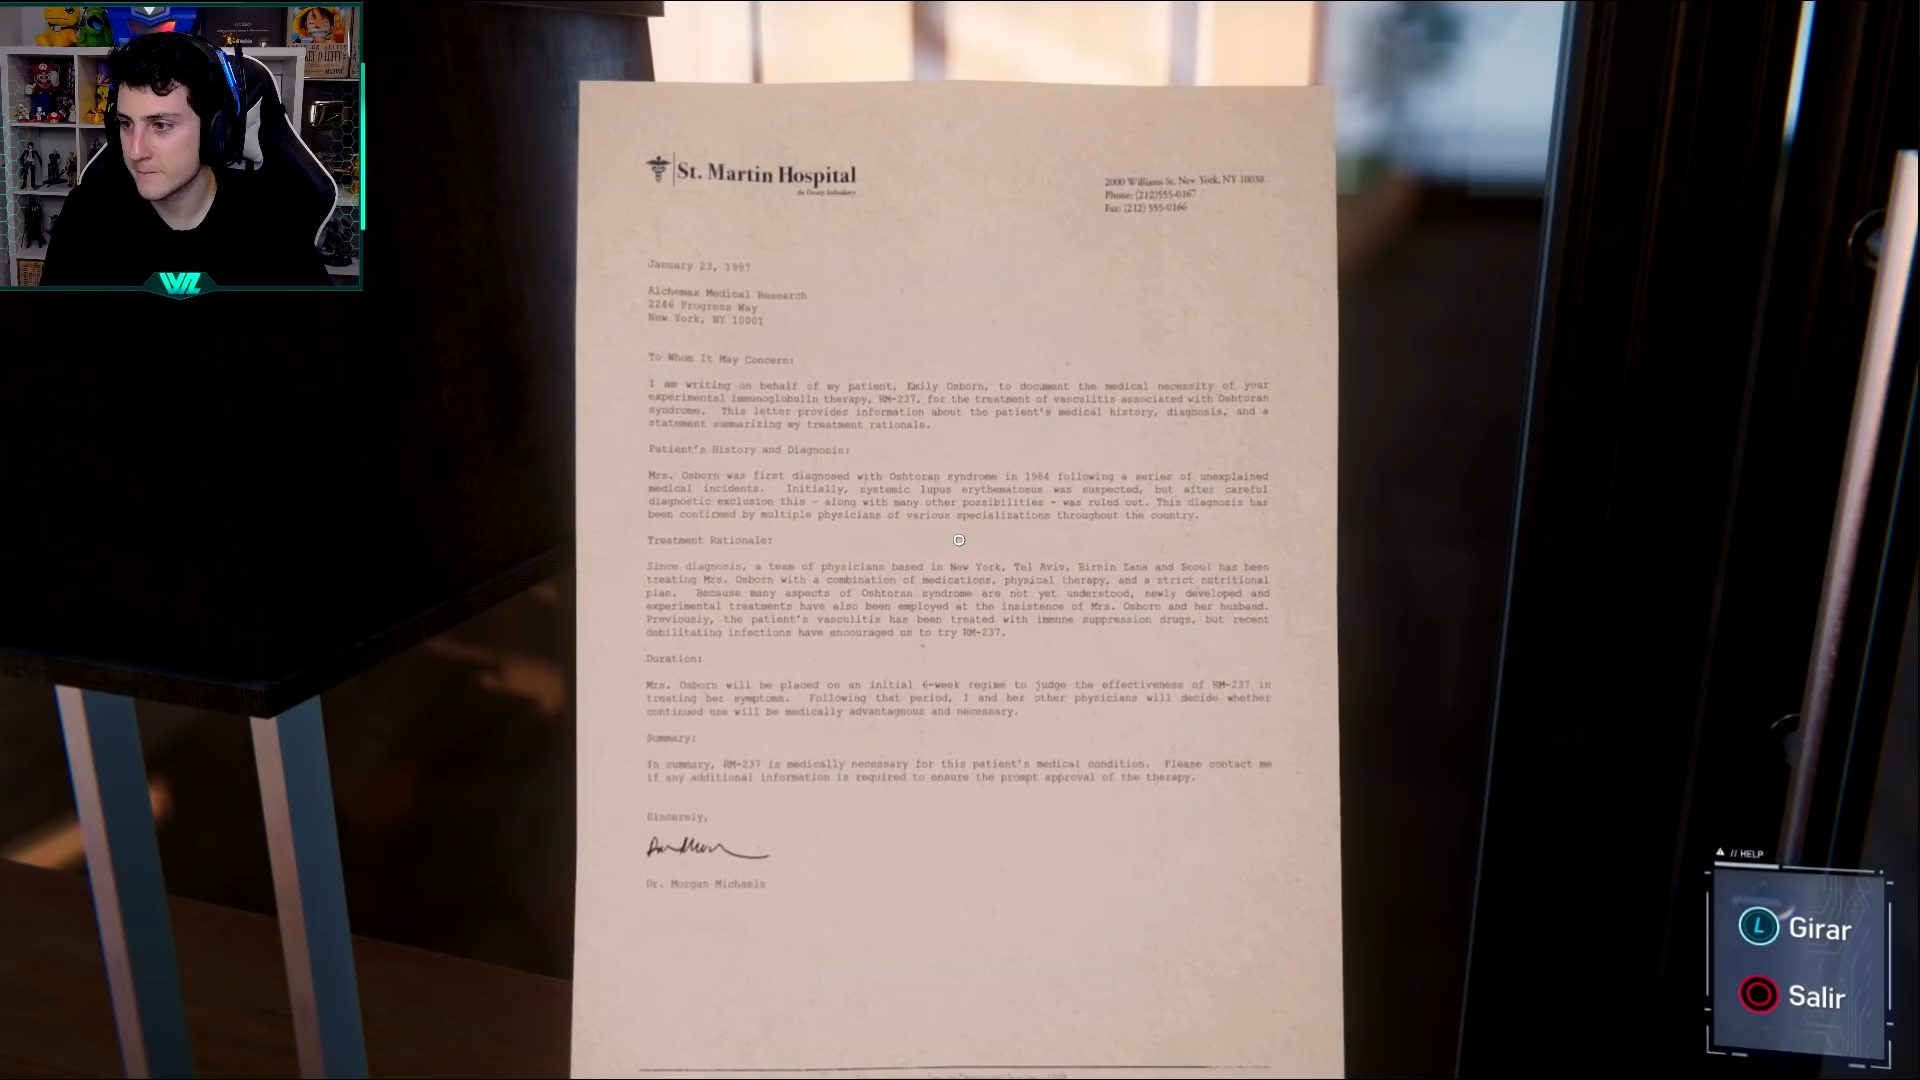 St. Martin Hospital
An Oscorp Subsidiary
2000 Williams St. New York, NY 10038
Phone: (212)555-0167
Fax: (212) 555-0166
January 23, 1997
Alchemax Medical Research
2246 Progress Way
New York, NY 10001
To Whom It May Concern:
I am writing on behalf of my patient, Emily Osborn, to document the medical necessity of your
experimental immunoglobulin therapy, RM-237, for the treatment of vasculitis associated with Oshtoran
syndrome. This letter provides information about the patient's medical history, diagnosis, and a
statement summarizing my treatment rationale.
Patient's History and Diagnosis:
Mrs. Osborn was first diagnosed with Oshtoran syndrome in 1984 following a series of unexplained
medical incidents. Initially, systemic lupus erythematosus was suspected, but after careful
diagnostic exclusion this - along with many other possibilities - was ruled out. This diagnosis has
been confirmed by multiple physicians of various specializations throughout the country.
Treatment Rationale:
Since diagnosis, a team of physicians based in New York, Tel Aviv, Birnin Zana and Seoul has been
treating Mrs. Osborn with a combination of medications, physical therapy, and a strict nutritional
plan. Because many aspects of Oshtoran syndrome are not yet understood, newly developed and
experimental treatments have also been employed at the insistence of Mrs. Osborn and her husband.
Previously, the patient's vasculitis has been treated with immune suppression drugs, but recent
debilitating infections have encouraged us to try RM-237.
Duration:
Mrs. Osborn will be placed on an initial 6-week regime to judge the effectiveness of RM-237 in
treating her symptoms. Following that period, I and her other physicians will decide whether
continued use will be medically advantageous and necessary.
Summary:
In summary, RM-237 is medically necessary for this patient's medical condition. Please contact me
if any additional information is required to ensure the prompt approval of the therapy.
Sincerely,
Dr. Morgan Michaels
// HELP
L Girar
Salir